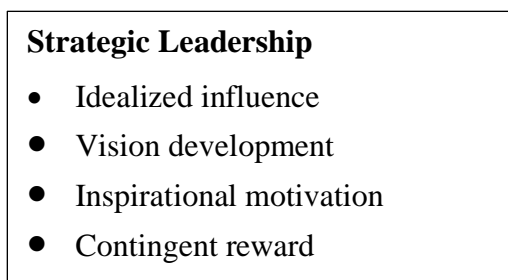 Strategic Leadership
• Idealized influence
• Vision development
• Inspirational motivation
• Contingent reward